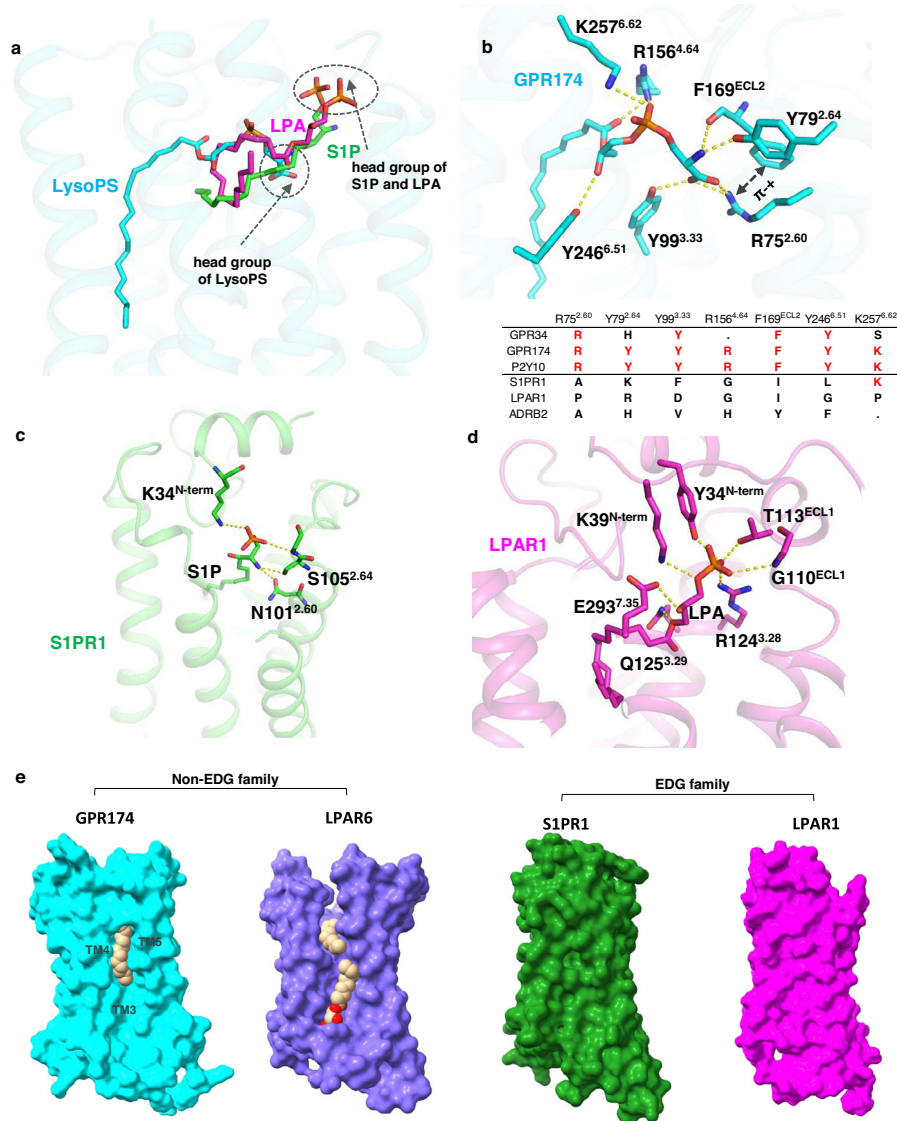 a
LPA
S1P
LysoPS
head group of
S1P and LPA
head group
of LysoPS
b
K257^6.62
R156^4.64
GPR174
F169^ECL2
Y79^2.64
π-+
Y246^6.51
Y99^3.33
R75^2.60
R75^2.60 Y79^2.64 Y99^3.33 R156^4.64 F169^ECL2 Y246^6.51 K257^6.62
GPR34 R H Y . F Y S
GPR174 R Y Y R F Y K
P2Y10 R Y Y R F Y K
S1PR1 A K F G I L K
LPAR1 P R D G I G P
ADRB2 A H V H Y F .
c
K34^N-term
S1P
S105^2.64
N101^2.60
S1PR1
d
Y34^N-term
K39^N-term
T113^ECL1
LPAR1
G110^ECL1
E293^7.35
LPA
R124^3.28
Q125^3.29
e
Non-EDG family
EDG family
GPR174
LPAR6
S1PR1
LPAR1
TM4
TM5
TM3